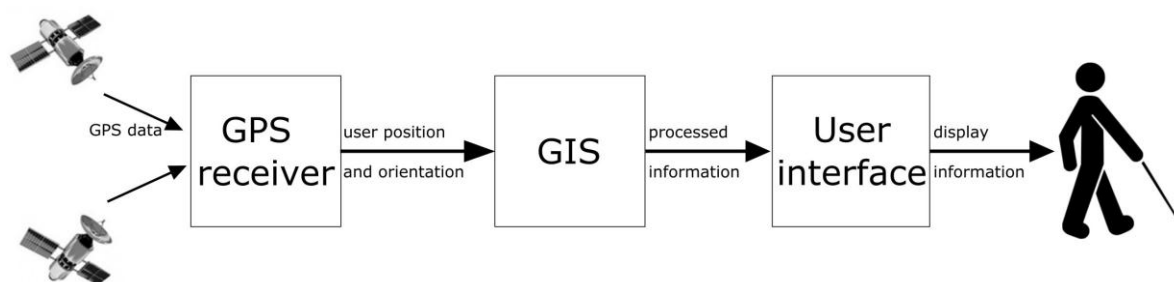 GPS data
GPS
receiver
user position
and orientation
GIS
processed
information
User
interface
display
information